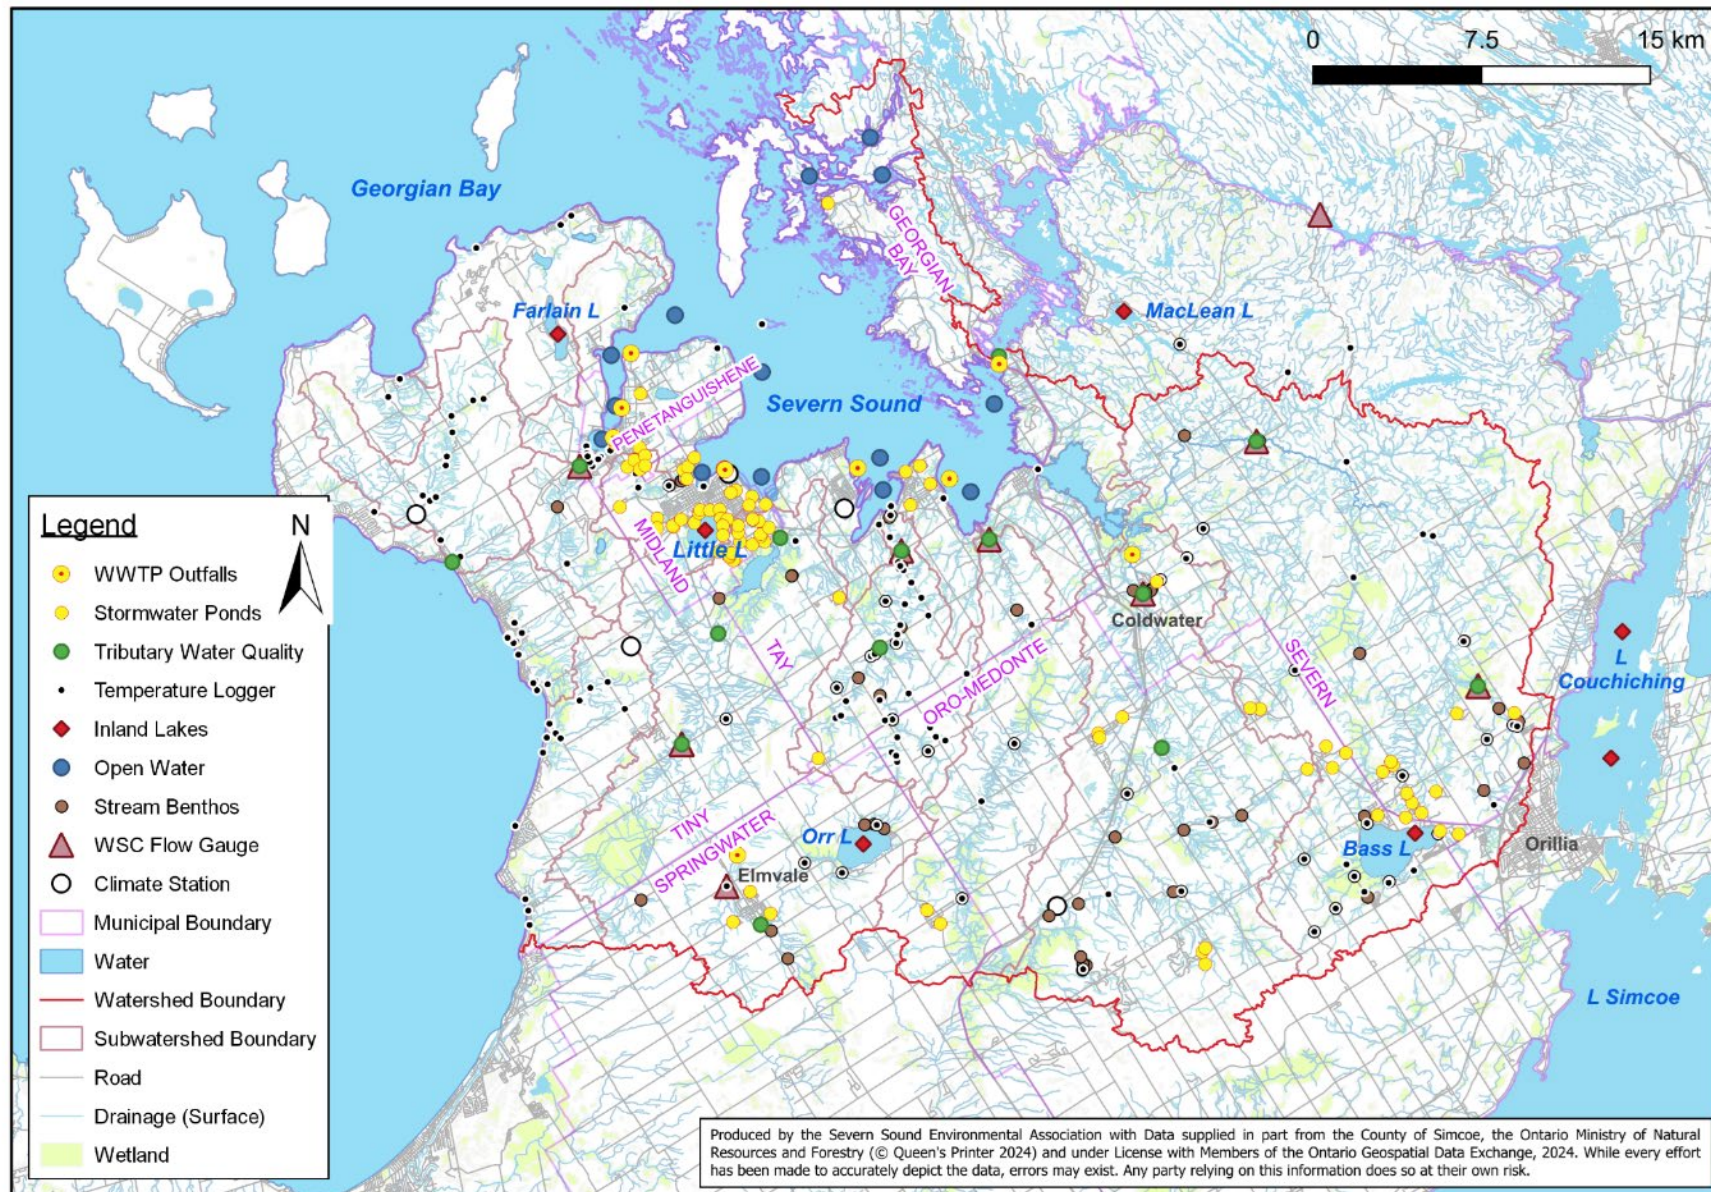 0 7.5 15 km
Georgian Bay
GEORGIAN
BAY
Farlain L
MacLean L
PENETANGUISHENE
Severn Sound
MIDLAND
Little L
TAY
Coldwater
ORO-MEDONTE
SEVERN
L
Couchiching
TINY
SPRINGWATER
Orr L
Elmvale
Bass L
Orillia
L Simcoe
Legend
N
WWTP Outfalls
Stormwater Ponds
Tributary Water Quality
Temperature Logger
Inland Lakes
Open Water
Stream Benthos
WSC Flow Gauge
Climate Station
Municipal Boundary
Water
Watershed Boundary
Subwatershed Boundary
Road
Drainage (Surface)
Wetland
Produced by the Severn Sound Environmental Association with Data supplied in part from the County of Simcoe, the Ontario Ministry of Natural
Resources and Forestry (© Queen's Printer 2024) and under License with Members of the Ontario Geospatial Data Exchange, 2024. While every effort
has been made to accurately depict the data, errors may exist. Any party relying on this information does so at their own risk.